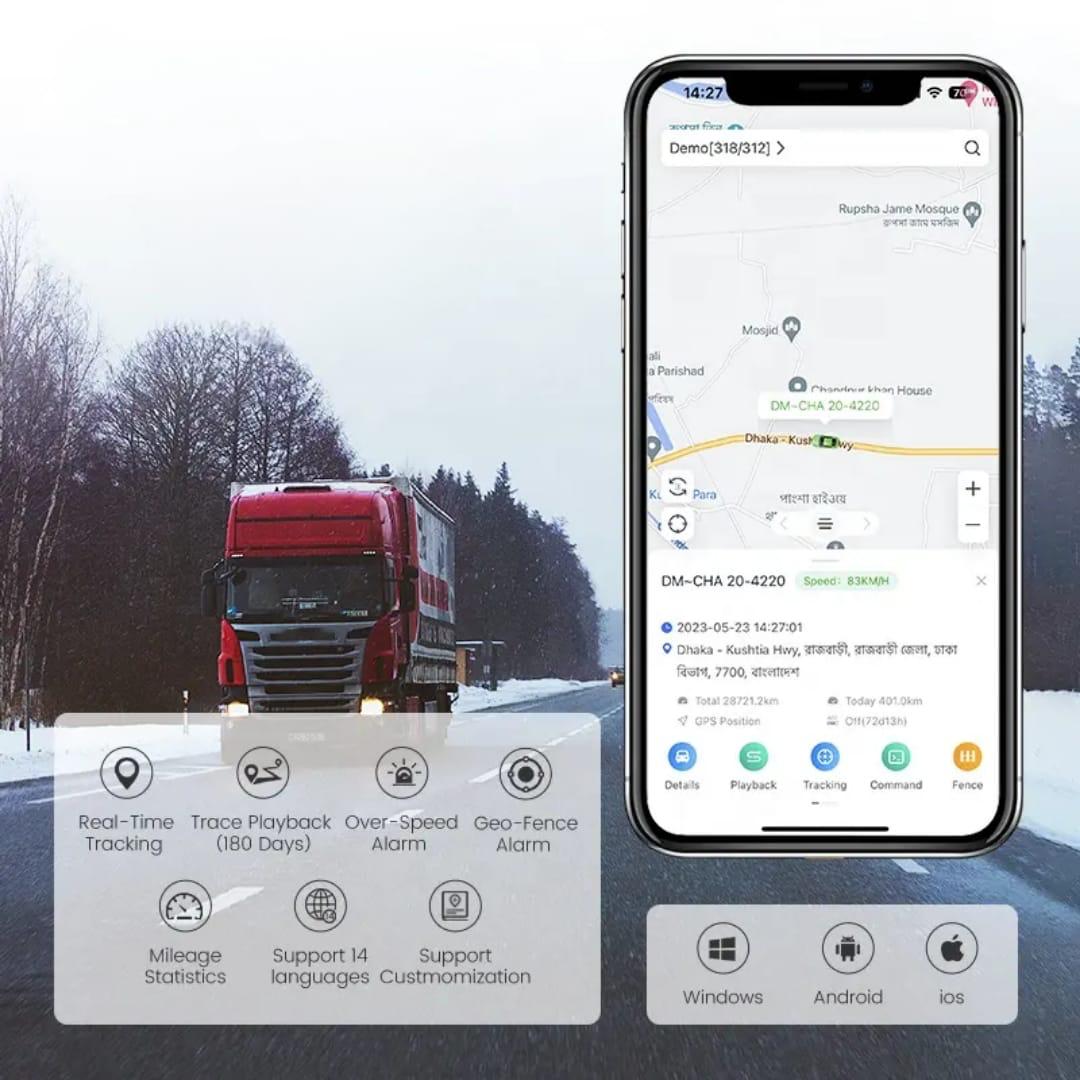 14:27
70
রূপসা তিন
Demo[318/312] >
Rupsha Jame Mosque
রূপসা জামে মসজিদ
Mosjid
ali
a Parishad
পরিষদ
Chandpur khan House
DM-CHA 20-4220
Dhaka - Kush wy.
Ku Para
পাংশা হাইওয়ে
DM-CHA 20-4220
Speed: 83KM/H
2023-05-23 14:27:01
Dhaka - Kushtia Hwy, রাজবাড়ী, রাজবাড়ী জেলা, ঢাকা
বিভাগ, 7700, বাংলাদেশ
Total 28721.2km
Today 401.0km
GPS Position
Off(72d13h)
Details
Playback
Tracking
Command
Fence
Real-Time
Tracking
Trace Playback
(180 Days)
Over-Speed
Alarm
Geo-Fence
Alarm
Mileage
Statistics
14
Support 14
languages
Support
Custmomization
Windows
Android
ios